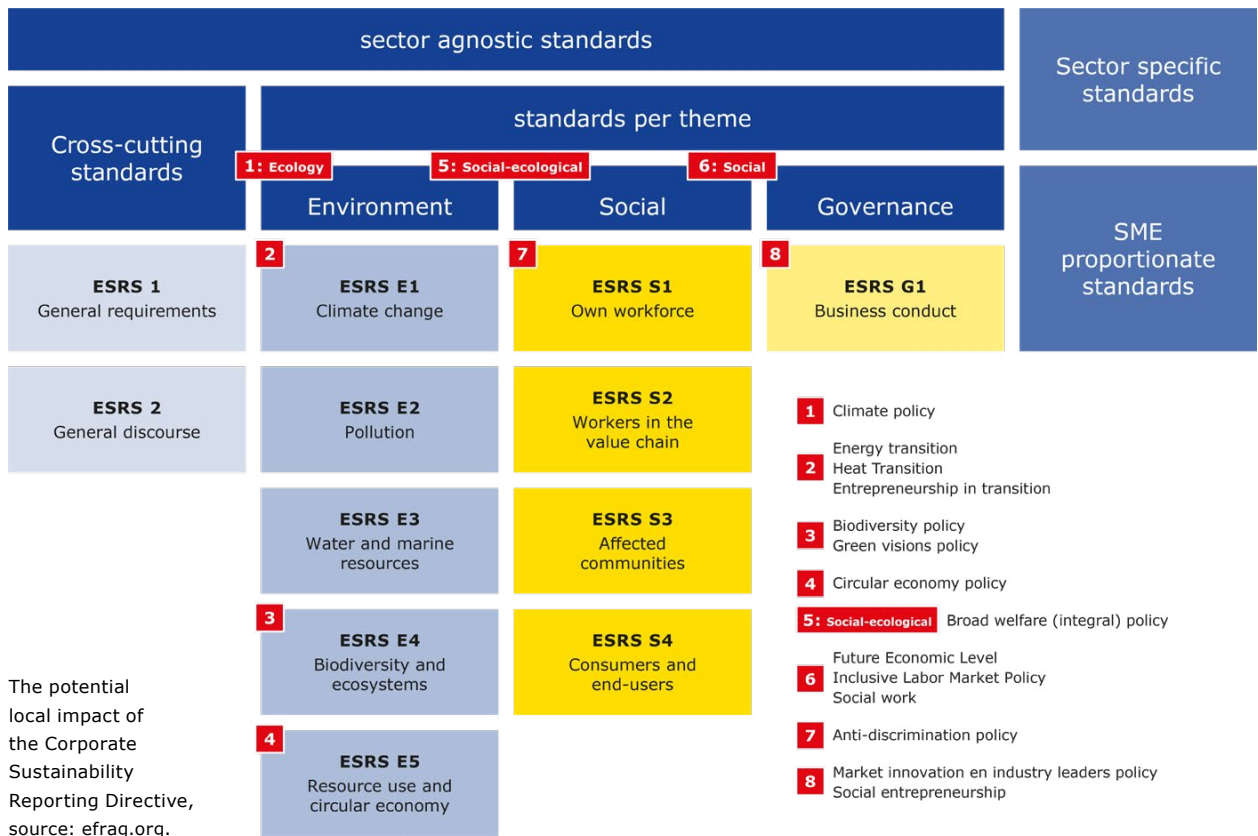 sector agnostic standards
Sector specific
standards
Cross-cutting
standards
standards per theme
1: Ecology
5: Social-ecological
6: Social
Environment
Social
Governance
SME
proportionate
standards
ESRS 1
General requirements
2
ESRS E1
Climate change
7
ESRS S1
Own workforce
8
ESRS G1
Business conduct
ESRS 2
General discourse
ESRS E2
Pollution
ESRS S2
Workers in the
value chain
ESRS E3
Water and marine
resources
ESRS S3
Affected
communities
3
ESRS E4
Biodiversity and
ecosystems
ESRS S4
Consumers and
end-users
4
ESRS E5
Resource use and
circular economy
1 Climate policy
Energy transition
2 Heat Transition
Entrepreneurship in transition
3 Biodiversity policy
Green visions policy
4 Circular economy policy
5: Social-ecological Broad welfare (integral) policy
Future Economic Level
6 Inclusive Labor Market Policy
Social work
7 Anti-discrimination policy
8 Market innovation en industry leaders policy
Social entrepreneurship
The potential
local impact of
the Corporate
Sustainability
Reporting Directive,
source: efrag.org.